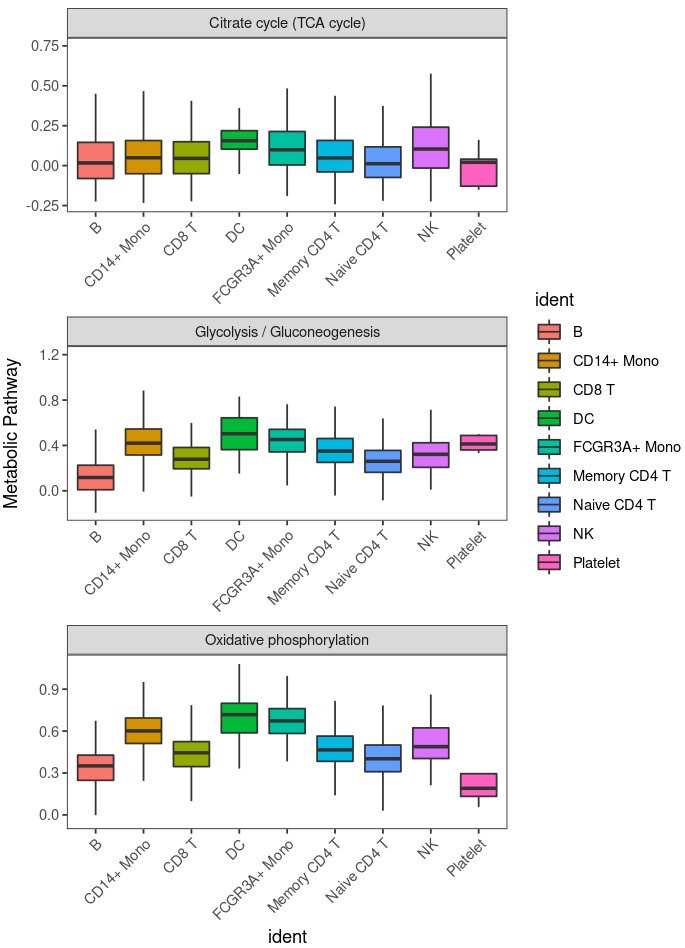 Citrate cycle (TCA cycle)
0.75
0.50
0.25
0.00
-0.25
B
CD14+ Mono
CD8 T
DC
FCGR3A+ Mono
Memory CD4 T
Naive CD4 T
NK
Platelet
Metabolic Pathway
Glycolysis / Gluconeogenesis
1.2
0.8
0.4
0.0
B
CD14+ Mono
CD8 T
DC
FCGR3A+ Mono
Memory CD4 T
Naive CD4 T
NK
Platelet
Oxidative phosphorylation
0.9
0.6
0.3
0.0
B
CD14+ Mono
CD8 T
DC
FCGR3A+ Mono
Memory CD4 T
Naive CD4 T
NK
Platelet
ident
ident
B
CD14+ Mono
CD8 T
DC
FCGR3A+ Mono
Memory CD4 T
Naive CD4 T
NK
Platelet